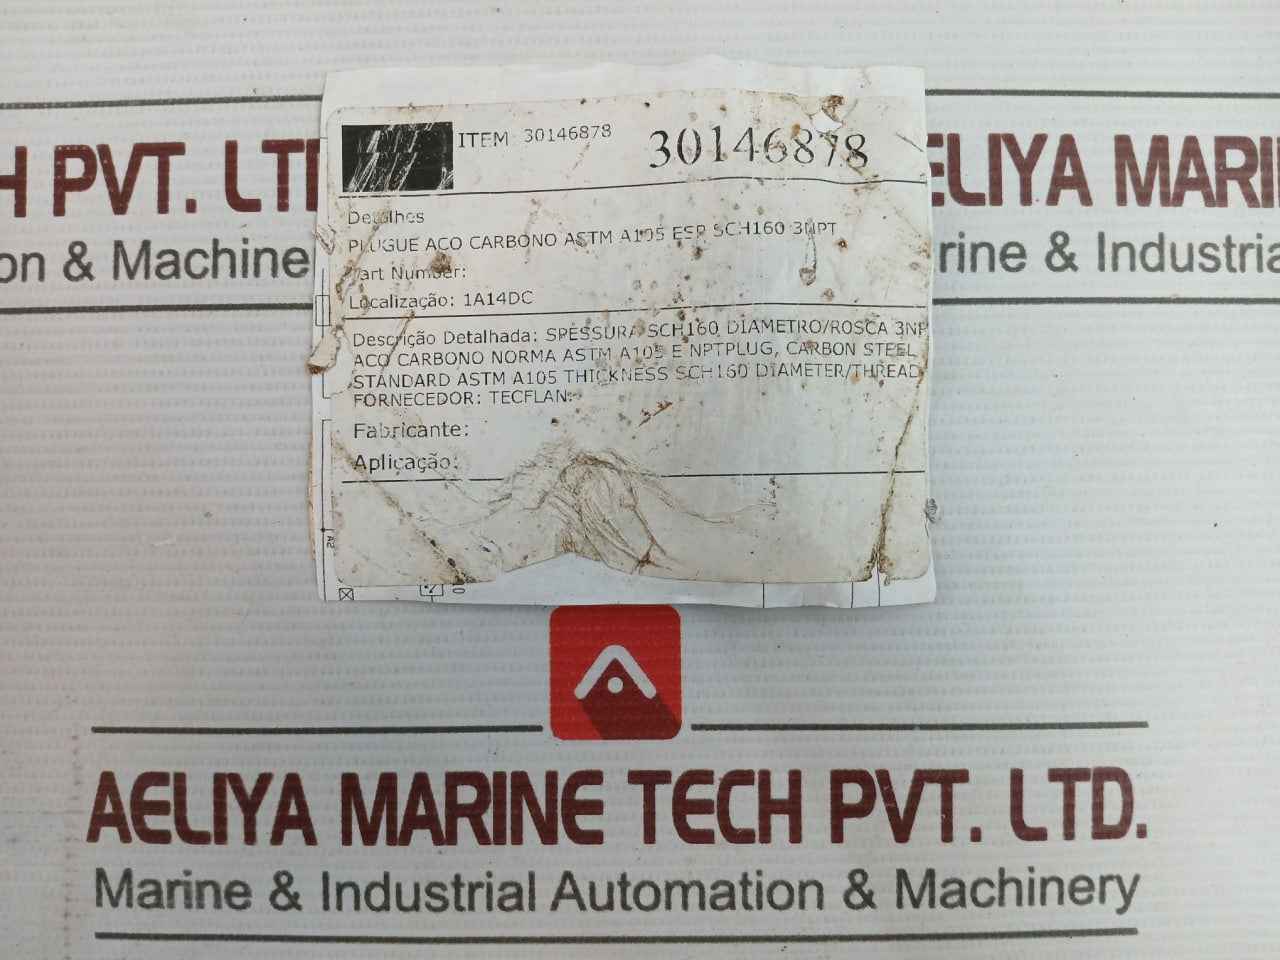 ITEM 30146878 30146878
Detalhes
PLUGUE ACO CARBONO ASTM A105 ESP SCH160 3NPT
Part Number:
Localização: 1A14DC
Descrição Detalhada: SPESSURA SCH160 DIAMETRO/ROSCA 3NP
ACO CARBONO NORMA ASTM A105 E NPTPLUG, CARBON STEEL
STANDARD ASTM A105 THICKNESS SCH160 DIAMETER/THREAD
FORNECEDOR: TECFLAN
Fabricante:
Aplicação:
A2
H PVT. LT
ELIYA MARIN
on & Machine
rine & Industria
AELIYA MARINE TECH PVT. LTD.
Marine & Industrial Automation & Machinery